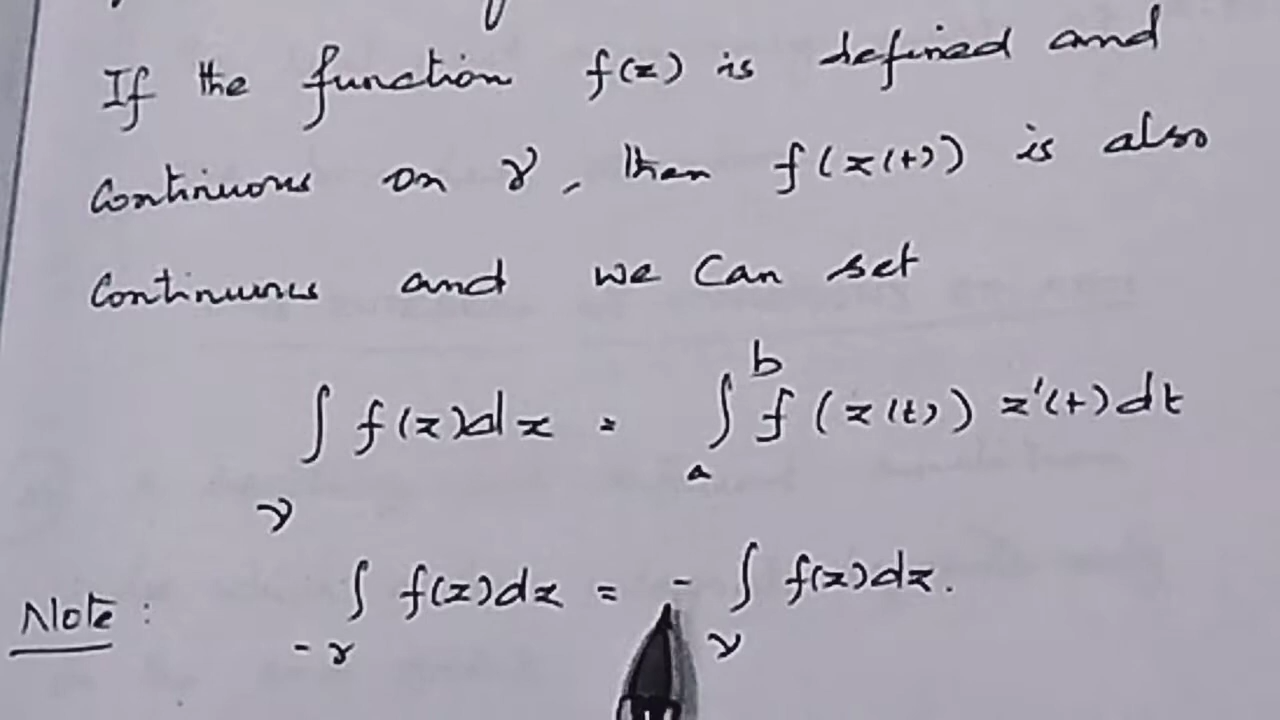 If the function f(z) is defined and
continuous on γ, then f(z(t)) is also
continuous and we can set
∫γ f(z)dz = ∫ₐᵇ f(z(t)) z'(t)dt
Note: ∫-γ f(z)dz = - ∫γ f(z)dz.